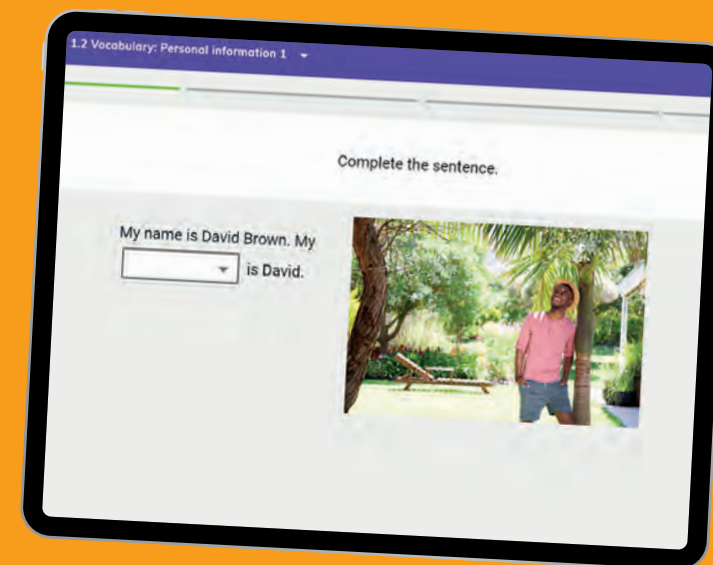 1.2 Vocabulary: Personal information 1
Complete the sentence.
My name is David Brown. My
is David.